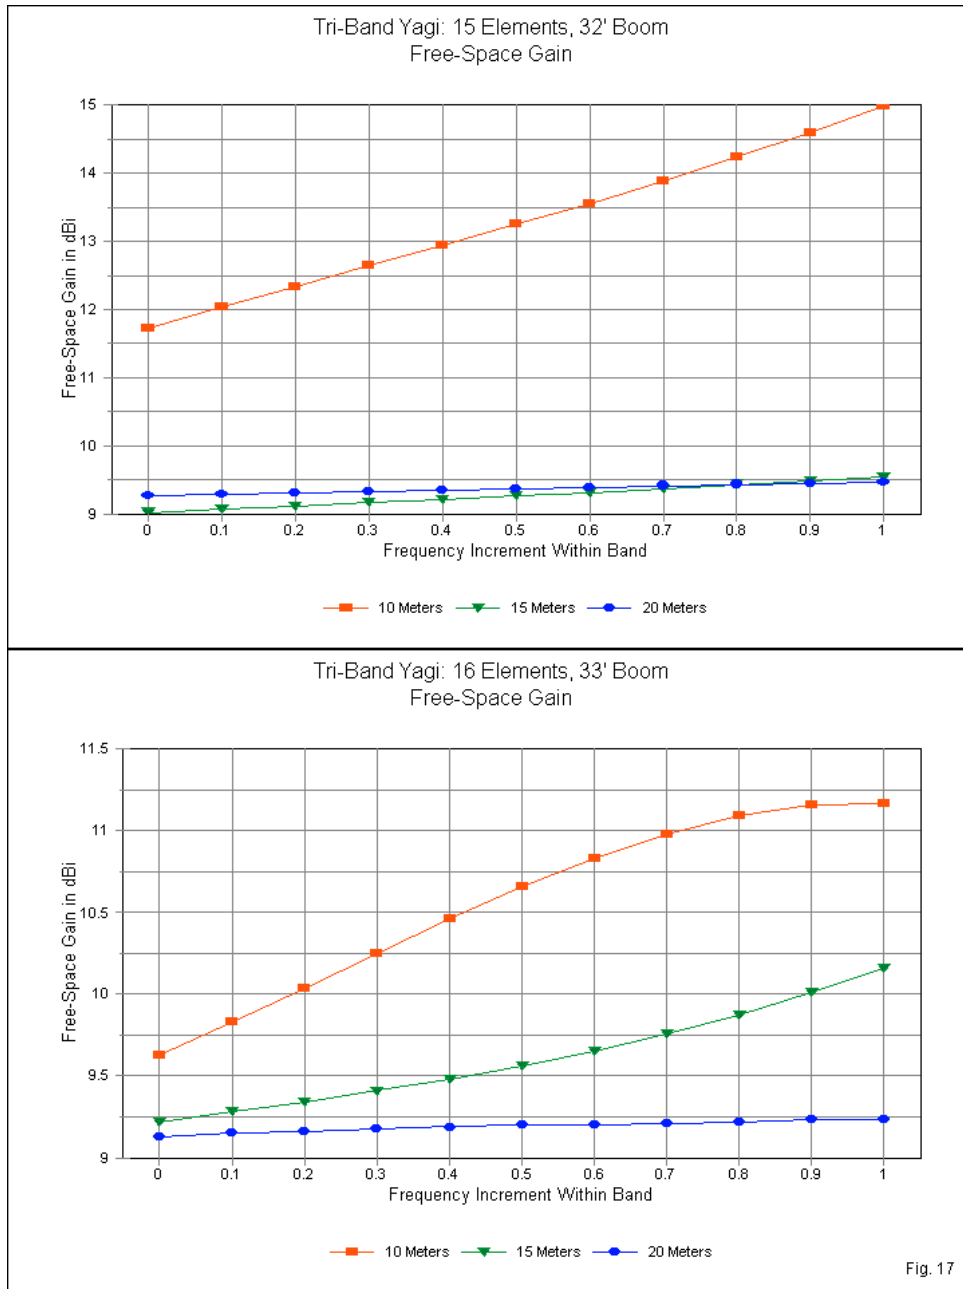 Tri-Band Yagi: 15 Elements, 32' Boom
Free-Space Gain
Free-Space Gain in dBi
15
14
13
12
11
10
9
0 0.1 0.2 0.3 0.4 0.5 0.6 0.7 0.8 0.9 1
Frequency Increment Within Band
10 Meters 15 Meters 20 Meters
Tri-Band Yagi: 16 Elements, 33' Boom
Free-Space Gain
Free-Space Gain in dBi
11.5
11
10.5
10
9.5
9
0 0.1 0.2 0.3 0.4 0.5 0.6 0.7 0.8 0.9 1
Frequency Increment Within Band
10 Meters 15 Meters 20 Meters
Fig. 17